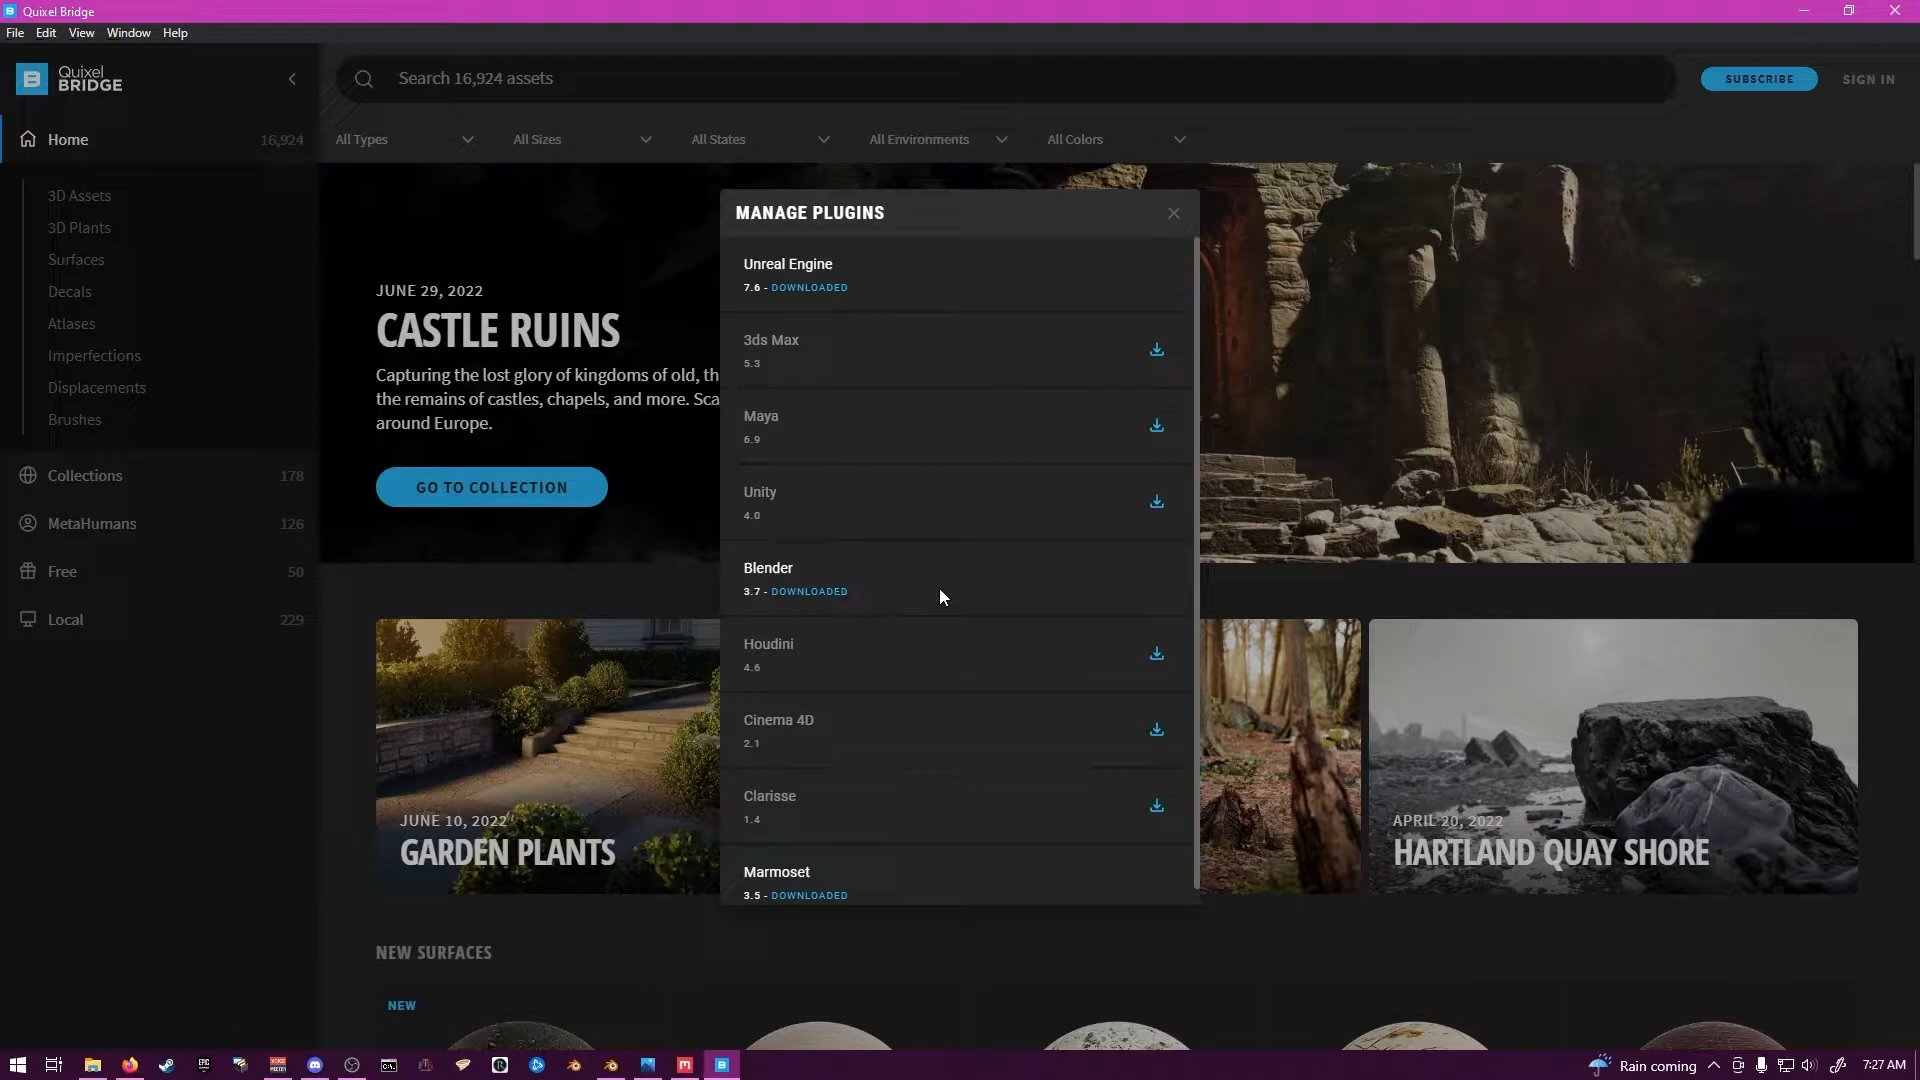 Quixel Bridge
File Edit View Window Help
Quixel
BRIDGE
Search 16,924 assets
SUBSCRIBE
SIGN IN
Home 16,924
All Types
All Sizes
All States
All Environments
All Colors
3D Assets
3D Plants
Surfaces
Decals
Atlases
Imperfections
Displacements
Brushes
Collections 178
MetaHumans 126
Free 50
Local 229
JUNE 29, 2022
CASTLE RUINS
Capturing the lost glory of kingdoms of old, th
the remains of castles, chapels, and more. Sca
around Europe.
GO TO COLLECTION
MANAGE PLUGINS
Unreal Engine
7.6 - DOWNLOADED
3ds Max
5.3
Maya
6.9
Unity
4.0
Blender
3.7 - DOWNLOADED
Houdini
4.6
Cinema 4D
2.1
Clarisse
1.4
Marmoset
3.5 - DOWNLOADED
JUNE 10, 2022
GARDEN PLANTS
APRIL 20, 2022
HARTLAND QUAY SHORE
NEW SURFACES
NEW
Rain coming
7:27 AM